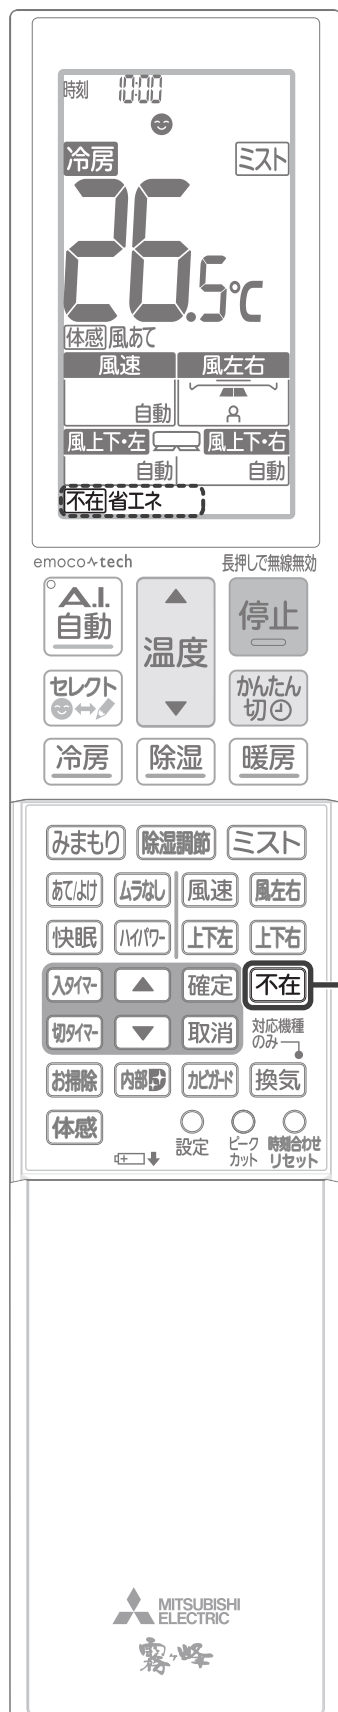 時刻 10:00
冷房 ミスト
26.5℃
体感 風あて
風速 風左右
自動
風上下・左 風上下・右
自動 自動
不在 省エネ
emoco tech 長押しで無線無効
A.I.自動 温度 停止
セレクト かんたん切
冷房 除湿 暖房
みまもり 除湿調節 ミスト
あて/よけ ムラなし 風速 風左右
快眠 ハイパワー 上下左 上下右
入タイマー 確定 不在
切タイマー 取消 対応機種のみ
お掃除 内部 カビガード 換気
体感 設定 ピークカット 時刻合わせ
リセット
MITSUBISHI
ELECTRIC
霧ヶ峰